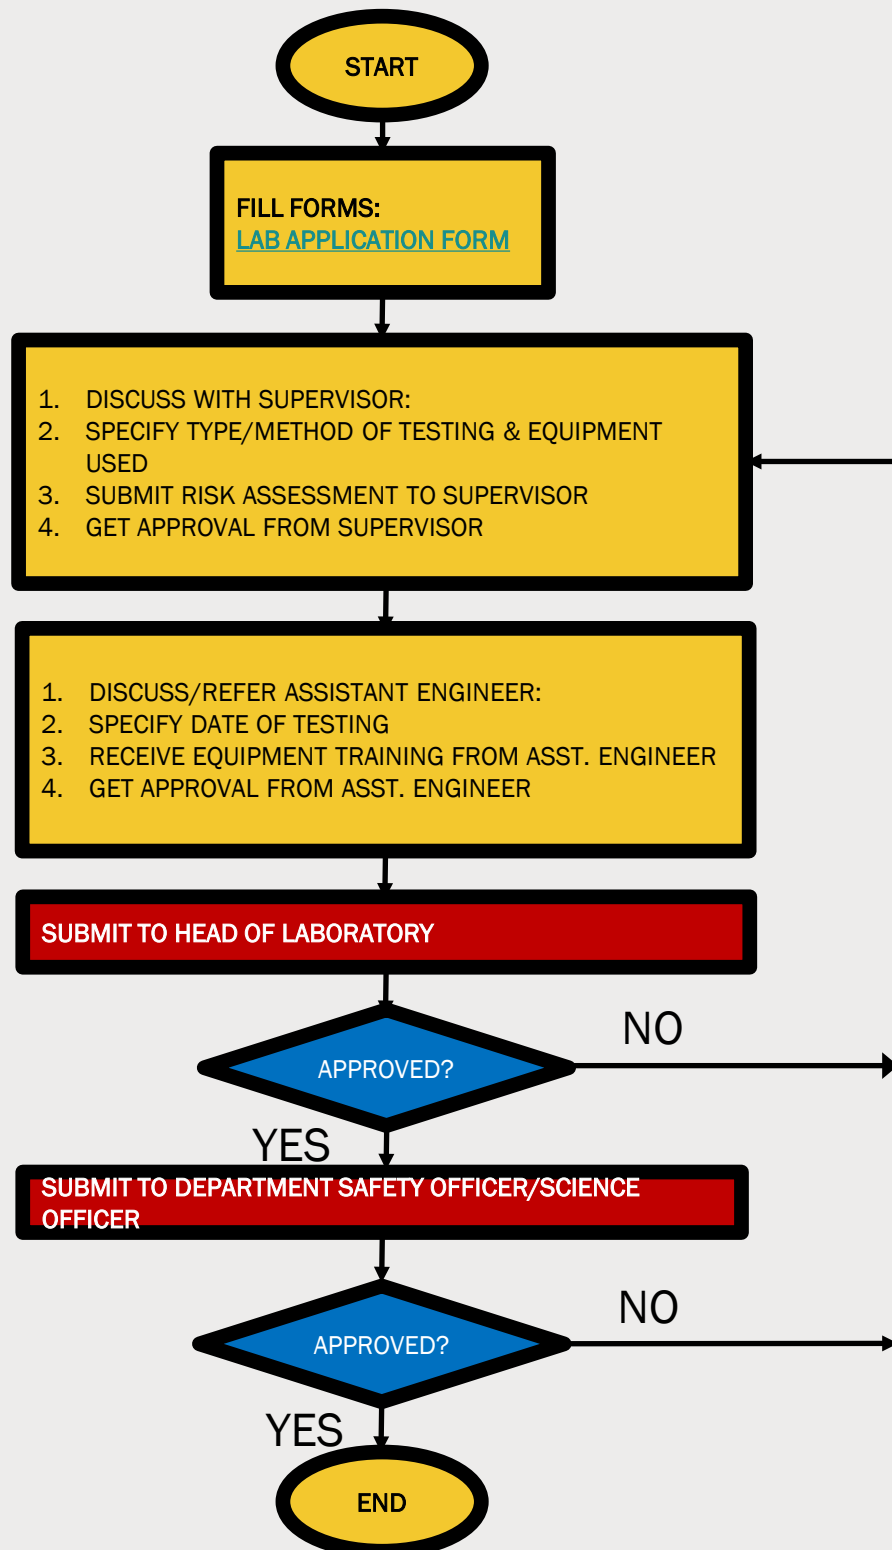 START
FILL FORMS:
LAB APPLICATION FORM
1. DISCUSS WITH SUPERVISOR:
2. SPECIFY TYPE/METHOD OF TESTING & EQUIPMENT
USED
3. SUBMIT RISK ASSESSMENT TO SUPERVISOR
4. GET APPROVAL FROM SUPERVISOR
1. DISCUSS/REFER ASSISTANT ENGINEER:
2. SPECIFY DATE OF TESTING
3. RECEIVE EQUIPMENT TRAINING FROM ASST. ENGINEER
4. GET APPROVAL FROM ASST. ENGINEER
SUBMIT TO HEAD OF LABORATORY
NO
APPROVED?
YES
SUBMIT TO DEPARTMENT SAFETY OFFICER/SCIENCE
OFFICER
NO
APPROVED?
YES
END